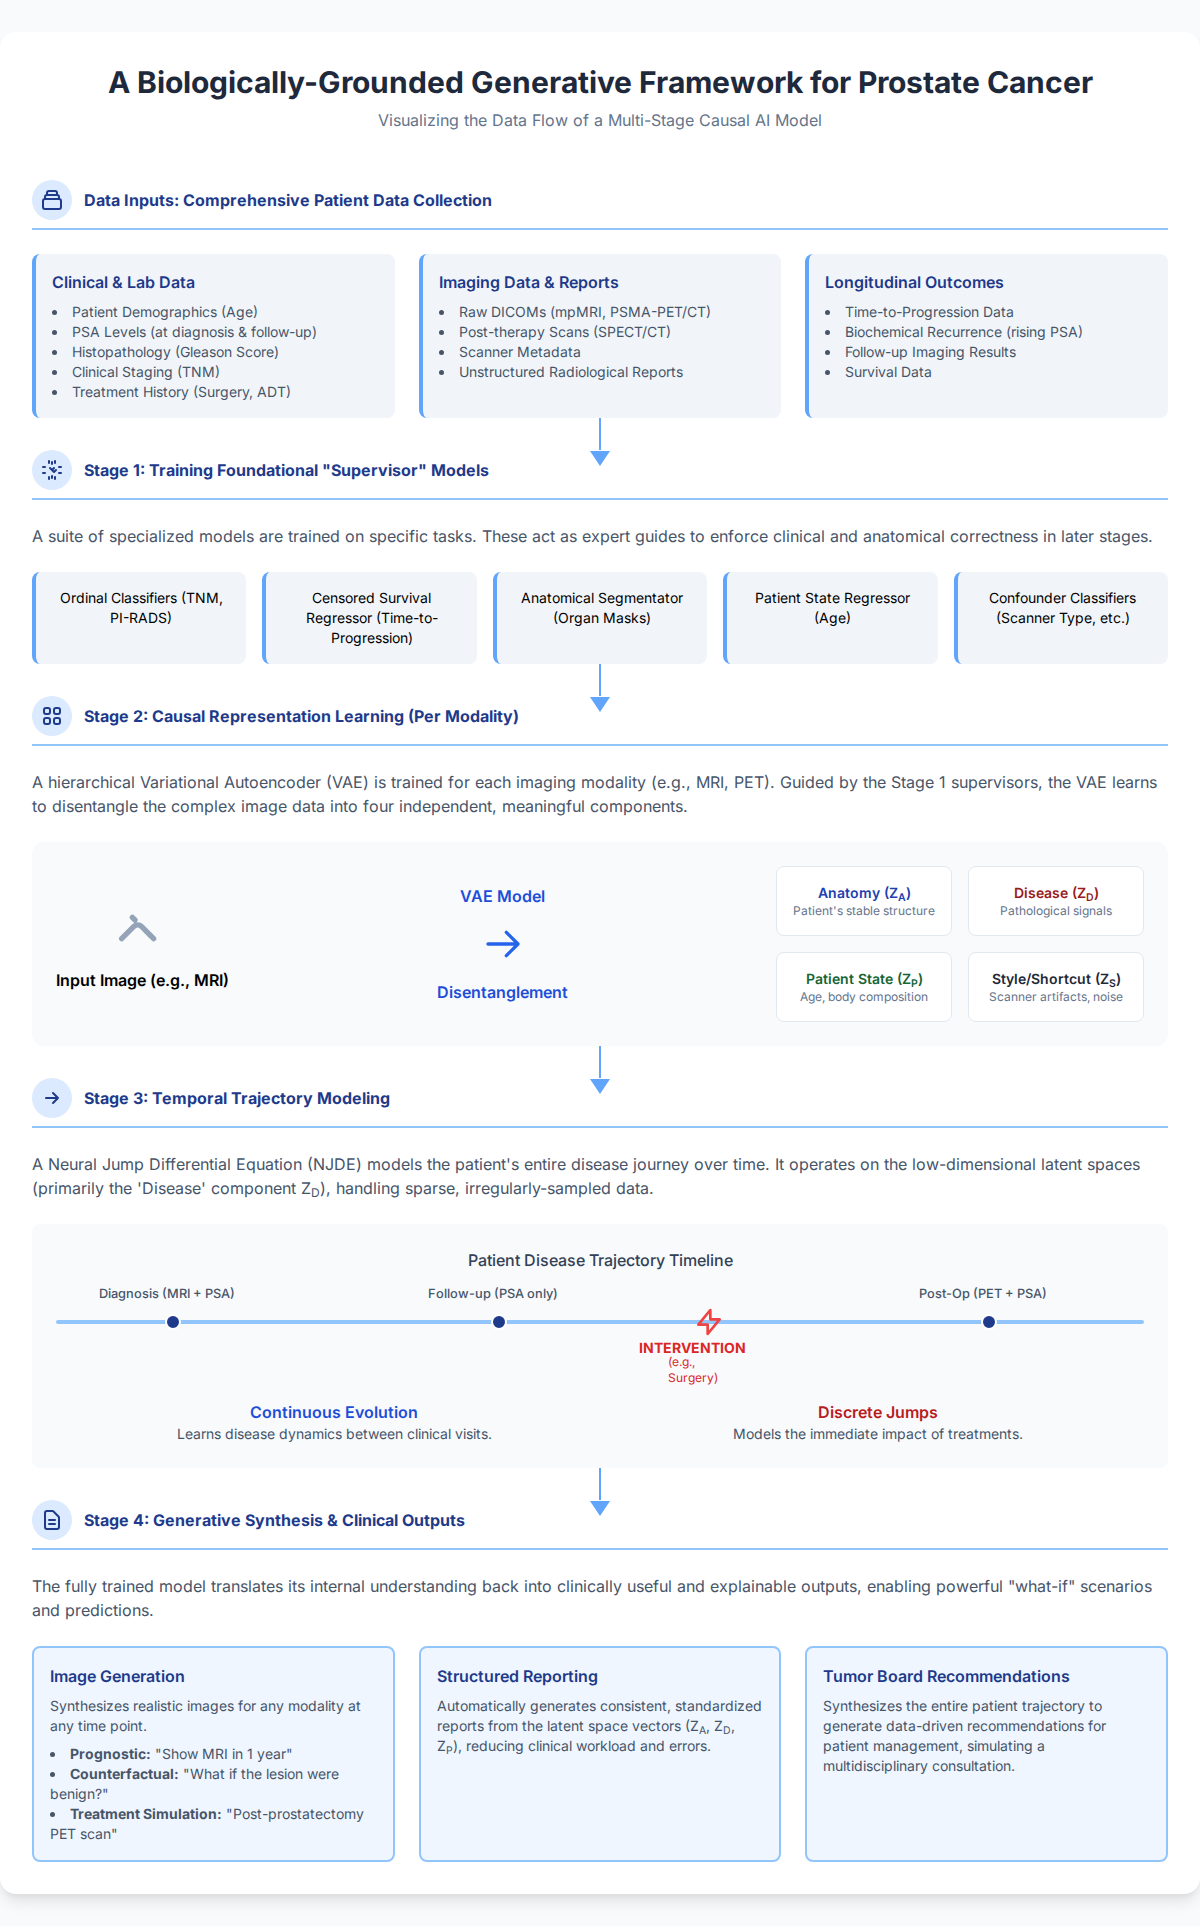 A Biologically-Grounded Generative Framework for Prostate Cancer
Visualizing the Data Flow of a Multi-Stage Causal AI Model
Data Inputs: Comprehensive Patient Data Collection
Clinical & Lab Data
• Patient Demographics (Age)
• PSA Levels (at diagnosis & follow-up)
• Histopathology (Gleason Score)
• Clinical Staging (TNM)
• Treatment History (Surgery, ADT)
Imaging Data & Reports
• Raw DICOMs (mpMRI, PSMA-PET/CT)
• Post-therapy Scans (SPECT/CT)
• Scanner Metadata
• Unstructured Radiological Reports
Longitudinal Outcomes
• Time-to-Progression Data
• Biochemical Recurrence (rising PSA)
• Follow-up Imaging Results
• Survival Data
Stage 1: Training Foundational "Supervisor" Models
A suite of specialized models are trained on specific tasks. These act as expert guides to enforce clinical and anatomical correctness in later stages.
Ordinal Classifiers (TNM,
PI-RADS)
Censored Survival
Regressor (Time-to-
Progression)
Anatomical Segmentator
(Organ Masks)
Patient State Regressor
(Age)
Confounder Classifiers
(Scanner Type, etc.)
Stage 2: Causal Representation Learning (Per Modality)
A hierarchical Variational Autoencoder (VAE) is trained for each imaging modality (e.g., MRI, PET). Guided by the Stage 1 supervisors, the VAE learns
to disentangle the complex image data into four independent, meaningful components.
Input Image (e.g., MRI)
VAE Model
Disentanglement
Anatomy (Z_A)
Patient's stable structure
Disease (Z_D)
Pathological signals
Patient State (Z_P)
Age, body composition
Style/Shortcut (Z_S)
Scanner artifacts, noise
Stage 3: Temporal Trajectory Modeling
A Neural Jump Differential Equation (NJDE) models the patient's entire disease journey over time. It operates on the low-dimensional latent spaces
(primarily the 'Disease' component Z_D), handling sparse, irregularly-sampled data.
Patient Disease Trajectory Timeline
Diagnosis (MRI + PSA)
Follow-up (PSA only)
Post-Op (PET + PSA)
INTERVENTION
(e.g.,
Surgery)
Continuous Evolution
Learns disease dynamics between clinical visits.
Discrete Jumps
Models the immediate impact of treatments.
Stage 4: Generative Synthesis & Clinical Outputs
The fully trained model translates its internal understanding back into clinically useful and explainable outputs, enabling powerful "what-if" scenarios
and predictions.
Image Generation
Synthesizes realistic images for any modality at
any time point.
• Prognostic: "Show MRI in 1 year"
• Counterfactual: "What if the lesion were
benign?"
• Treatment Simulation: "Post-prostatectomy
PET scan"
Structured Reporting
Automatically generates consistent, standardized
reports from the latent space vectors (Z_A, Z_D,
Z_P), reducing clinical workload and errors.
Tumor Board Recommendations
Synthesizes the entire patient trajectory to
generate data-driven recommendations for
patient management, simulating a
multidisciplinary consultation.